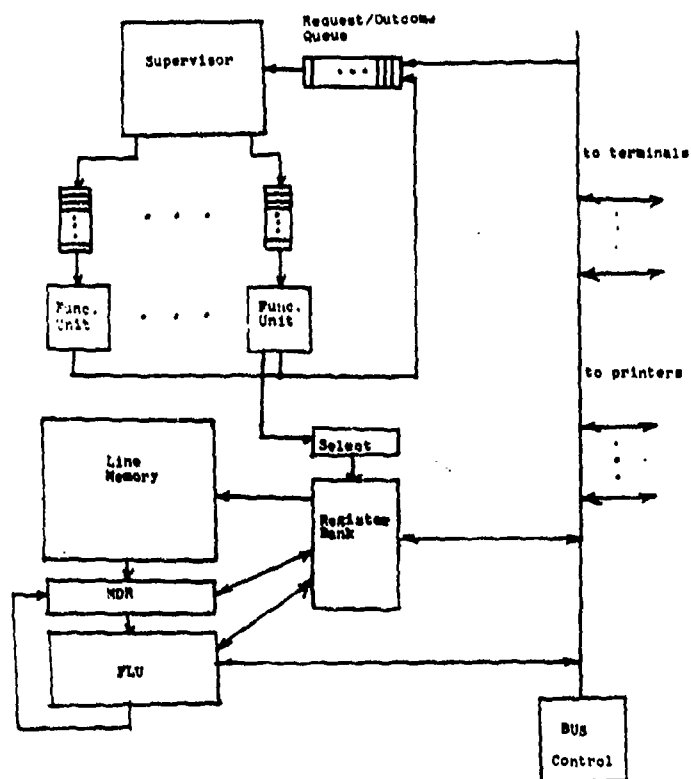 Request/Outcome
Queue
Supervisor
to terminals
Func.
Unit
Func.
Unit
to printers
Select
Line
Memory
Register
Bank
MDR
FLU
BUS
Control